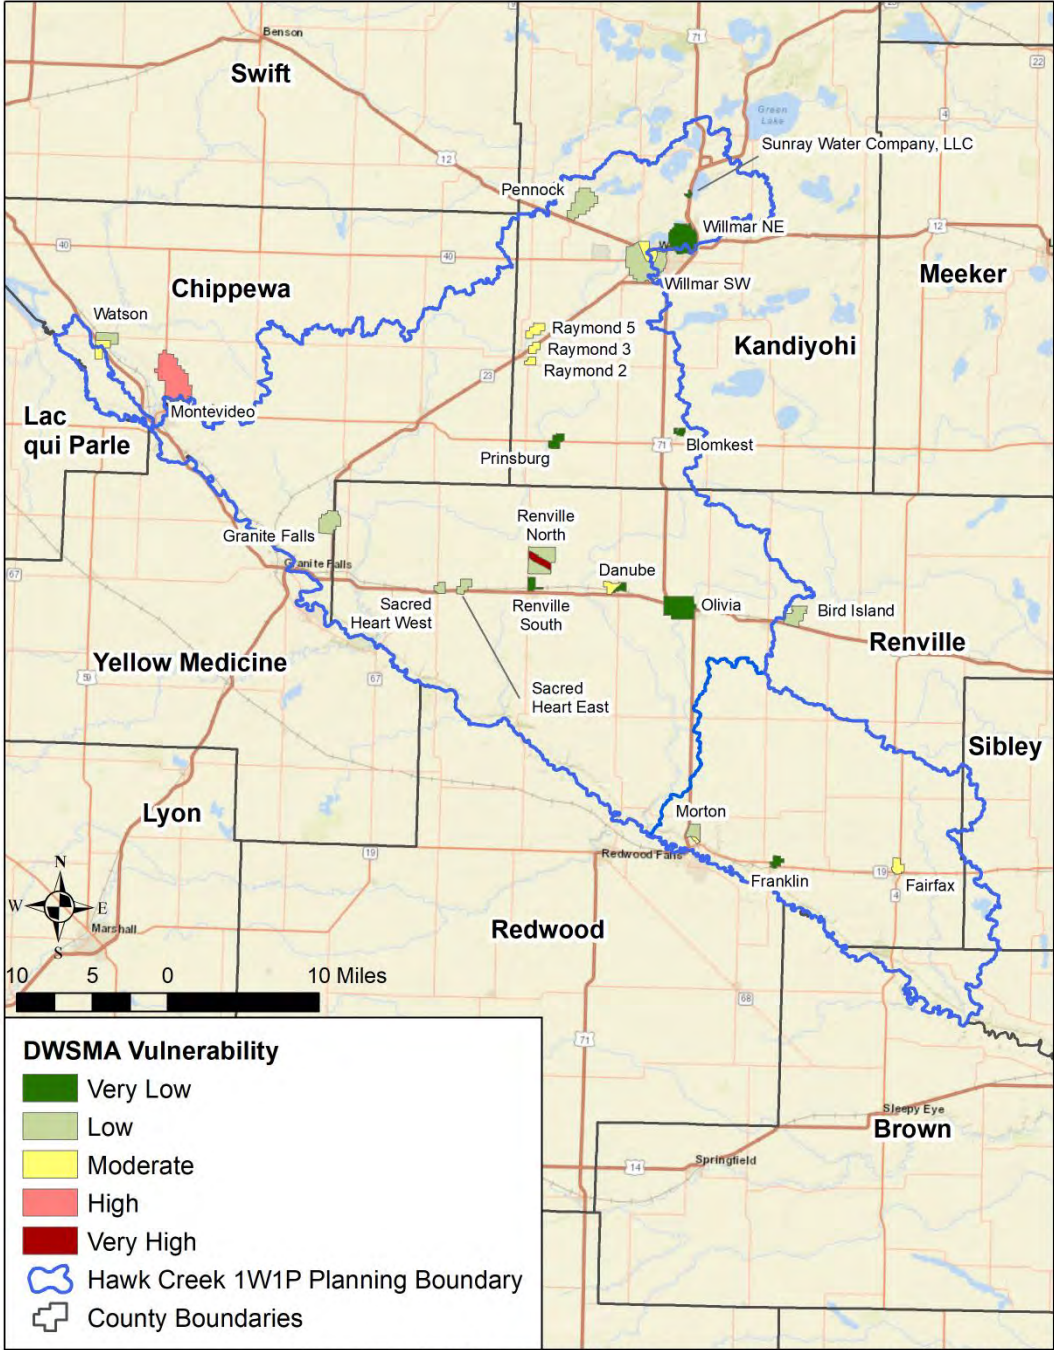 Benson
71
22
Swift
Green
Lake
4
Sunray Water Company, LLC
12
Pennock
Willmar NE
12
40
40
W
Willmar SW
Meeker
Chippewa
Watson
Raymond 5
Raymond 3
Raymond 2
Kandiyohi
23
Montevideo
Lac
qui Parle
71
Blomkest
Prinsburg
Renville
North
Granite Falls
Granite Falls
67
Danube
Sacred
Heart West
Renville
South
Olivia
Bird Island
Renville
Yellow Medicine
59
67
Sacred
Heart East
Sibley
Lyon
Morton
19
Redwood Falls
19
Franklin
Fairfax
4
N
W
E
S
Marshall
Redwood
10
5
0
10 Miles
68
71
DWSMA Vulnerability
Very Low
Low
Moderate
High
Very High
Hawk Creek 1W1P Planning Boundary
County Boundaries
Sleepy Eye
Brown
Springfield
14